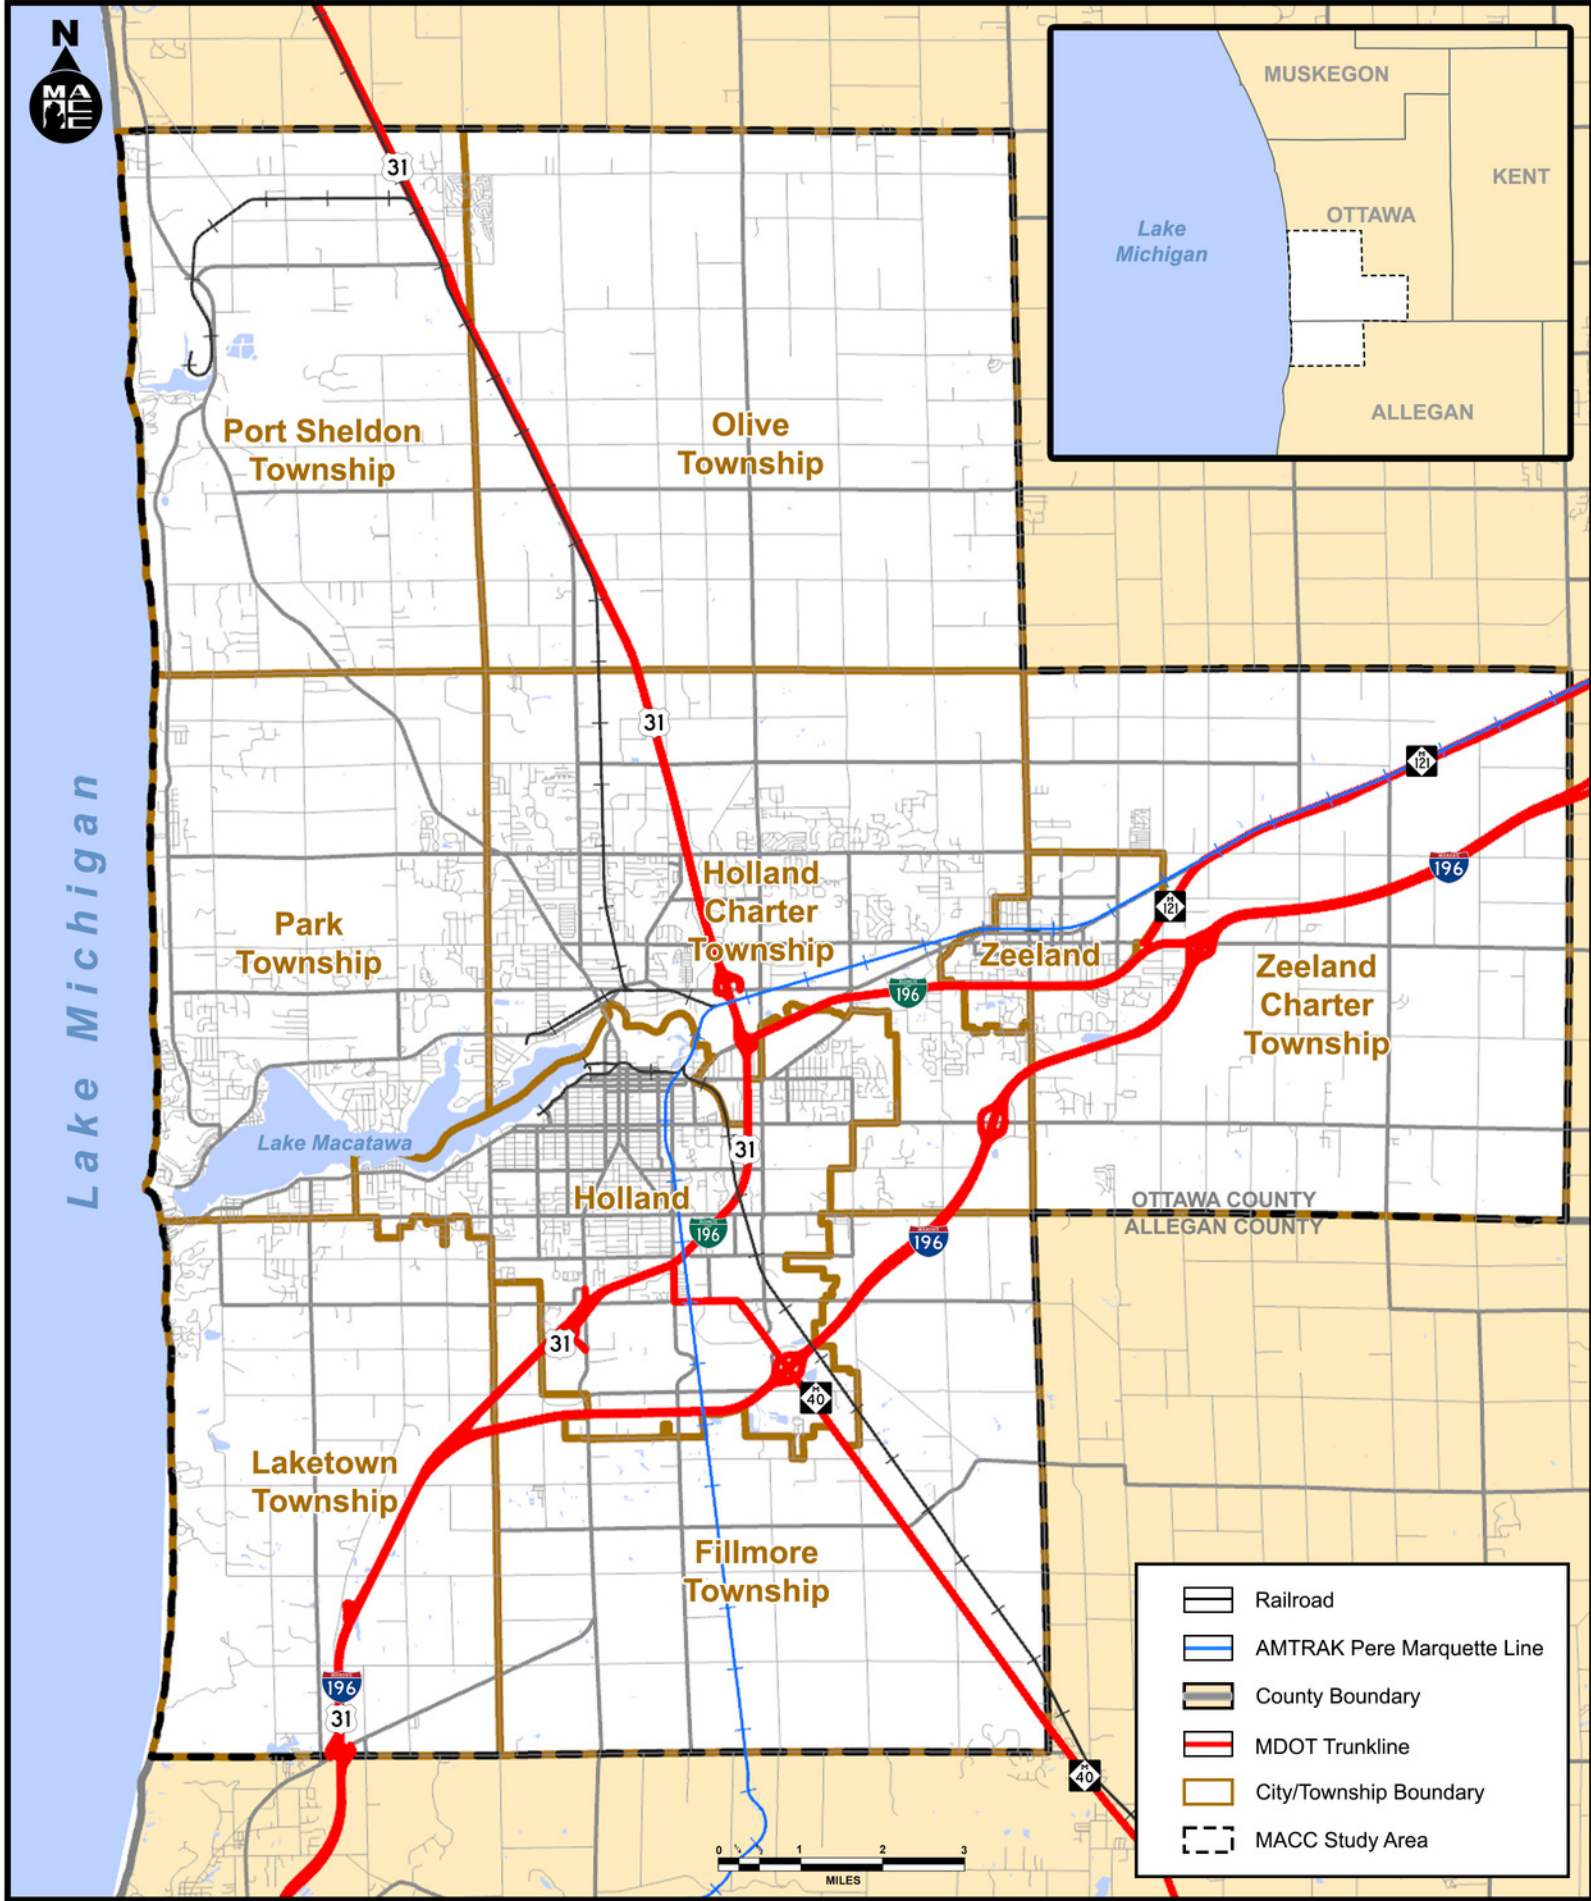 N
MA
CC
MUSKEGON
KENT
OTTAWA
Lake
Michigan
ALLEGAN
31
Port Sheldon
Township
Olive
Township
31
M
121
196
Lake Michigan
Holland
Charter
Township
M
121
Park
Township
Zeeland
Zeeland
Charter
Township
196
Lake Macatawa
31
Holland
OTTAWA COUNTY
ALLEGAN COUNTY
196
196
31
M
40
Laketown
Township
Fillmore
Township
196
31
M
40
Railroad
AMTRAK Pere Marquette Line
County Boundary
MDOT Trunkline
City/Township Boundary
MACC Study Area
0 1 2 3
MILES